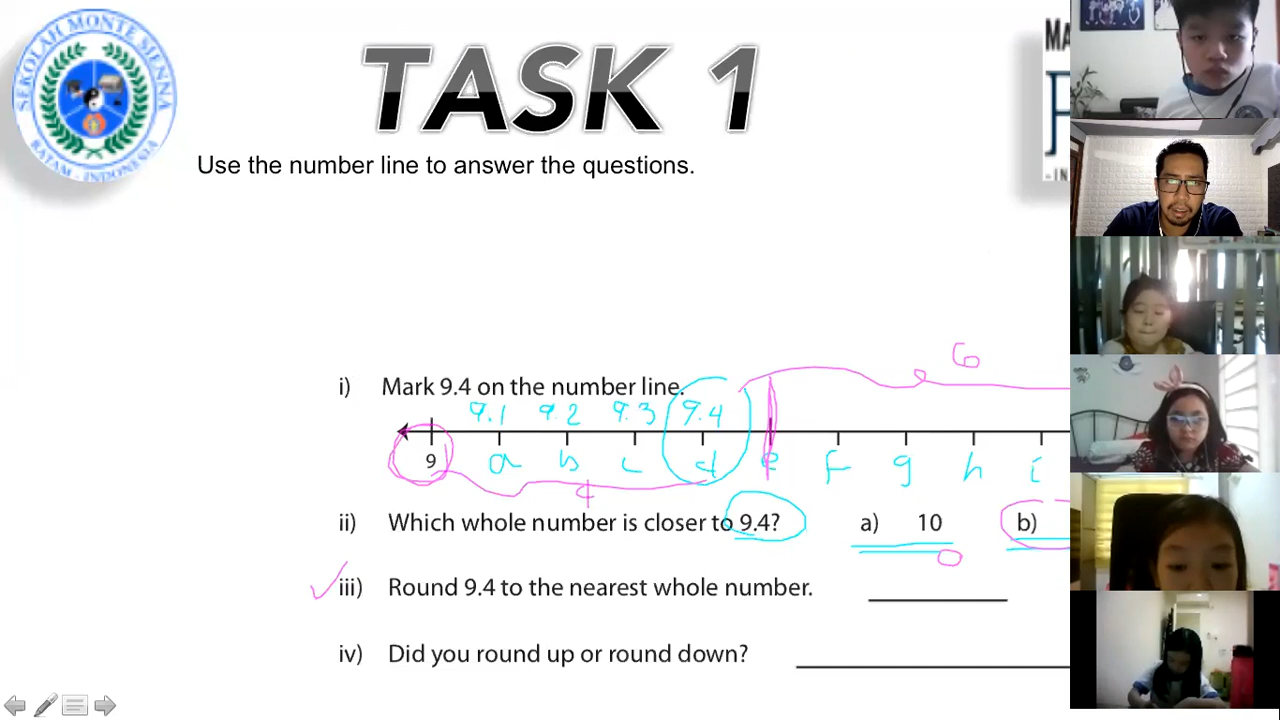 SEKOLAH MONTE SIENNA
BATAM - INDONESIA
TASK 1
MA
Use the number line to answer the questions.
6
i) Mark 9.4 on the number line.
9.1 9.2 9.3 9.4
9 a b c d e f g h i
4
ii) Which whole number is closer to 9.4? a) 10 b)
iii) Round 9.4 to the nearest whole number.
iv) Did you round up or round down?